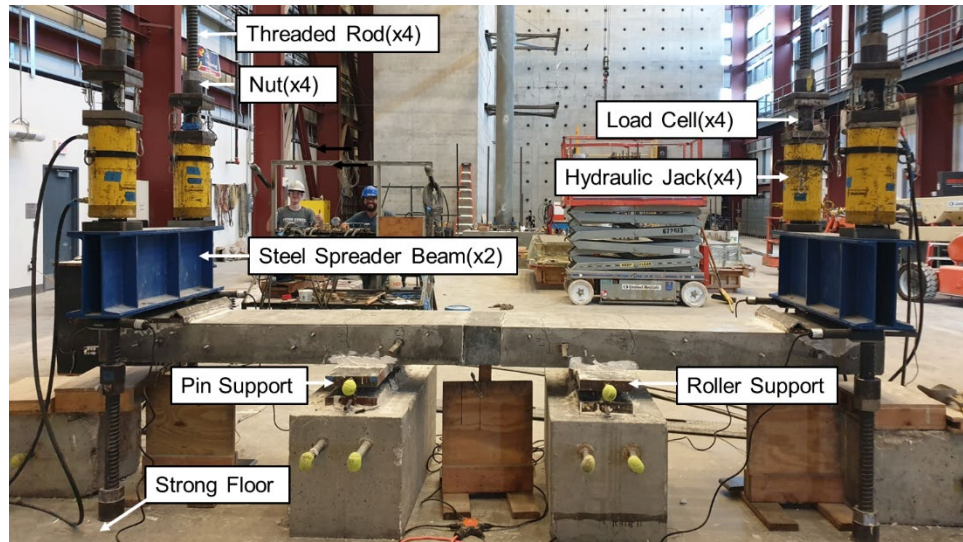 Threaded Rod(x4)
Nut(x4)
Load Cell(x4)
Hydraulic Jack(x4)
Steel Spreader Beam(x2)
Pin Support
Roller Support
Strong Floor